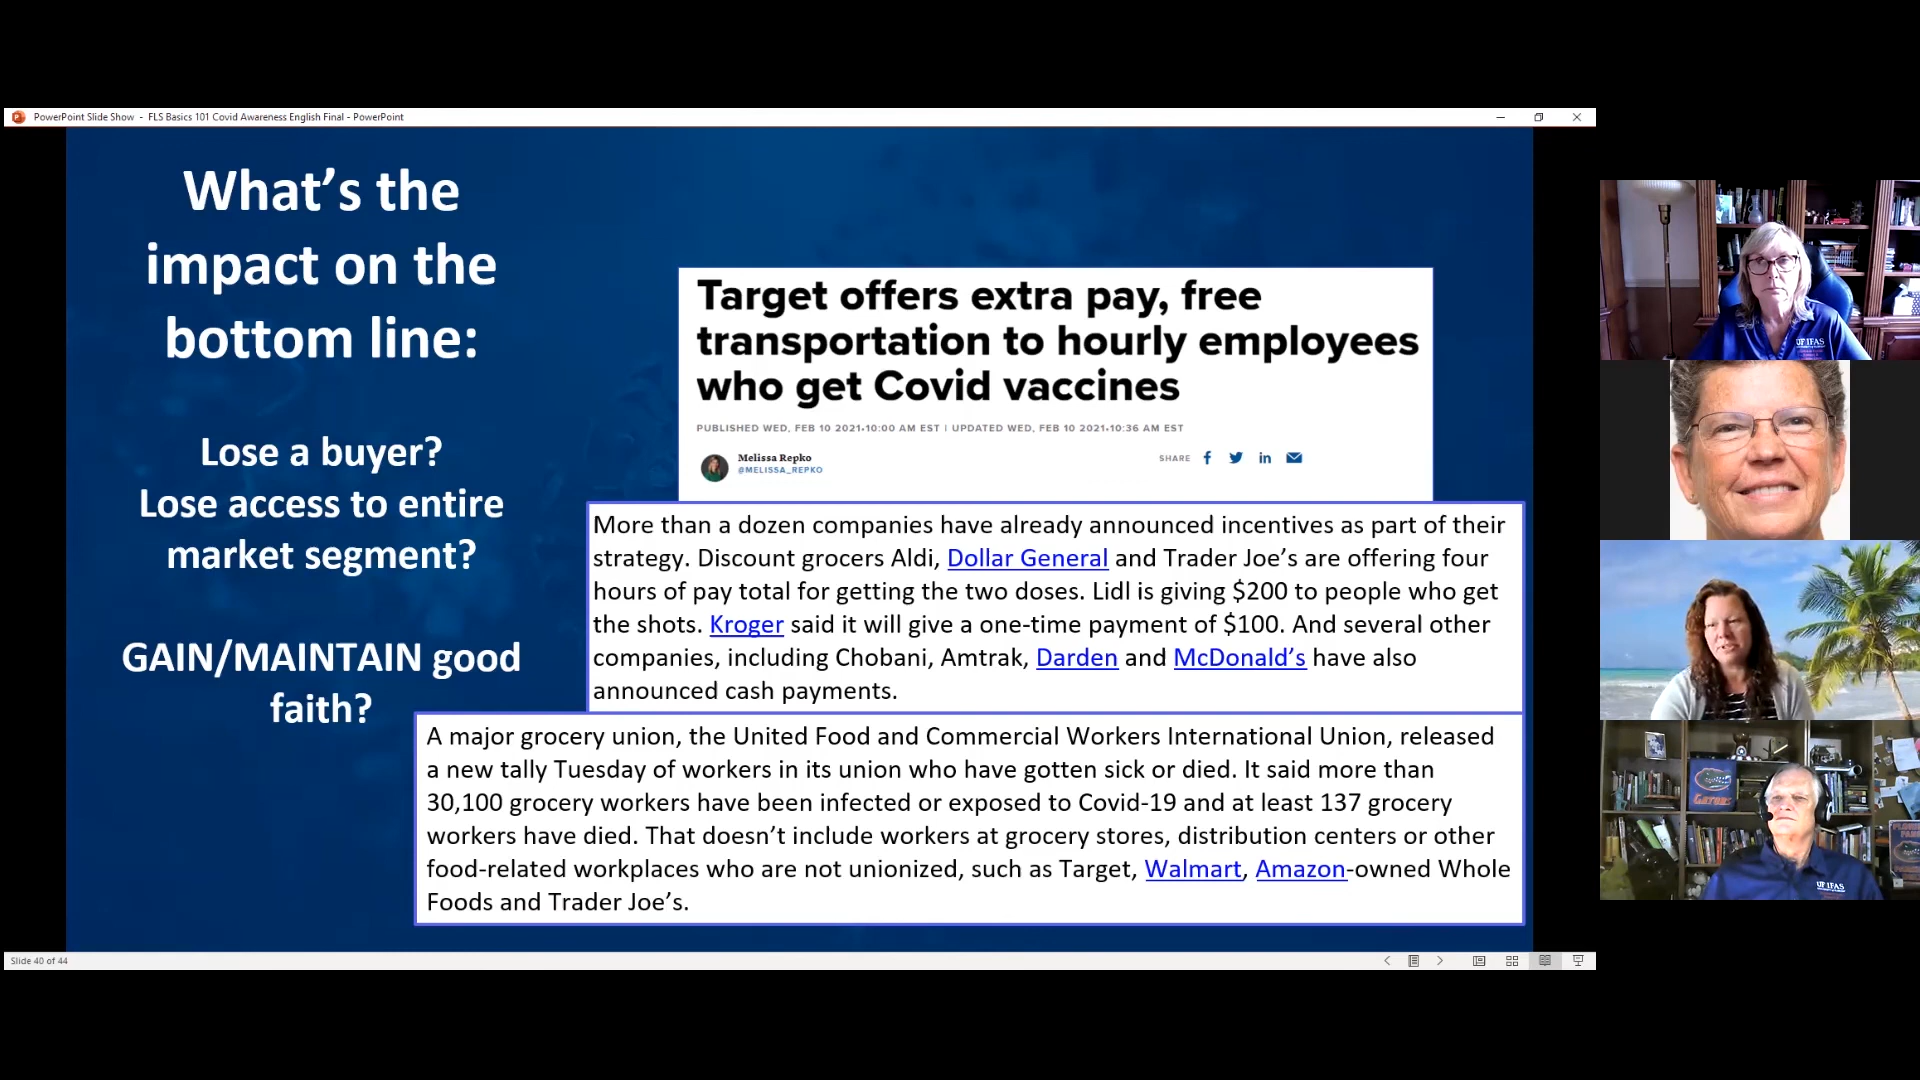 PowerPoint Slide Show - FLS Basics 101 Covid Awareness English Final - PowerPoint
What's the
impact on the
bottom line:
Lose a buyer?
Lose access to entire
market segment?
GAIN/MAINTAIN good
faith?
Target offers extra pay, free
transportation to hourly employees
who get Covid vaccines
PUBLISHED WED, FEB 10 2021•10:00 AM EST | UPDATED WED, FEB 10 2021•10:36 AM EST
Melissa Repko
@MELISSA_REPKO
SHARE
More than a dozen companies have already announced incentives as part of their
strategy. Discount grocers Aldi, Dollar General and Trader Joe's are offering four
hours of pay total for getting the two doses. Lidl is giving $200 to people who get
the shots. Kroger said it will give a one-time payment of $100. And several other
companies, including Chobani, Amtrak, Darden and McDonald's have also
announced cash payments.
A major grocery union, the United Food and Commercial Workers International Union, released
a new tally Tuesday of workers in its union who have gotten sick or died. It said more than
30,100 grocery workers have been infected or exposed to Covid-19 and at least 137 grocery
workers have died. That doesn't include workers at grocery stores, distribution centers or other
food-related workplaces who are not unionized, such as Target, Walmart, Amazon-owned Whole
Foods and Trader Joe's.
Slide 40 of 44
UF IFAS
GATORS
UF IFAS